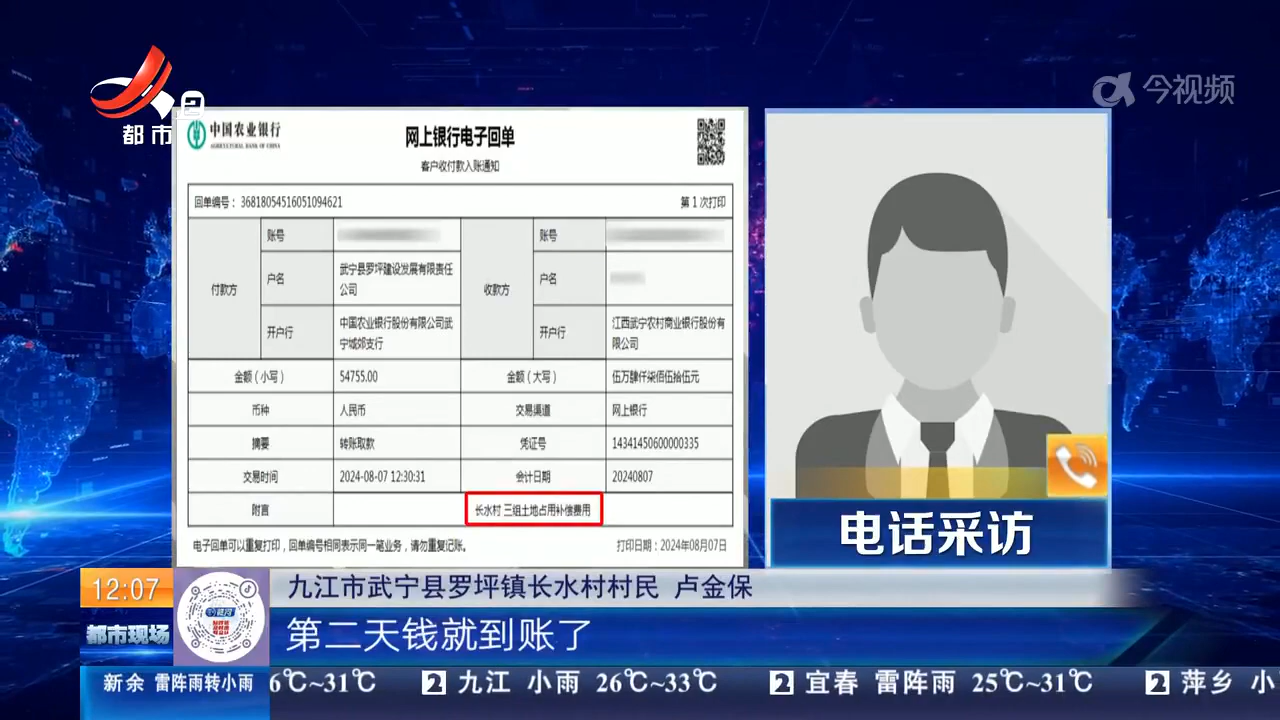 2
都市
今视频
中国农业银行
AGRICULTURAL BANK OF CHINA
网上银行电子回单
客户收付款入账通知
回单编号：36818054516051094621
第 1 次打印
付款方
账号
户名
武宁县罗坪建设发展有限责任
公司
开户行
中国农业银行股份有限公司武
宁城郊支行
收款方
账号
户名
开户行
江西武宁农村商业银行股份有
限公司
金额（小写）
54755.00
金额（大写）
伍万肆仟柒佰伍拾伍元
币种
人民币
交易渠道
网上银行
摘要
转账取款
凭证号
14341450600000335
交易时间
2024-08-07 12:30:31
会计日期
20240807
附言
长水村 三组土地占用补偿费用
电子回单可以重复打印，回单编号相同表示同一笔业务，请勿重复记账。
打印日期：2024年08月07日
电话采访
12:07
都市现场
九江市武宁县罗坪镇长水村村民 卢金保
第二天钱就到账了
新余 雷阵雨转小雨 6℃~31℃ 2 九江 小雨 26℃~33℃ 2 宜春 雷阵雨 25℃~31℃ 2 萍乡 小